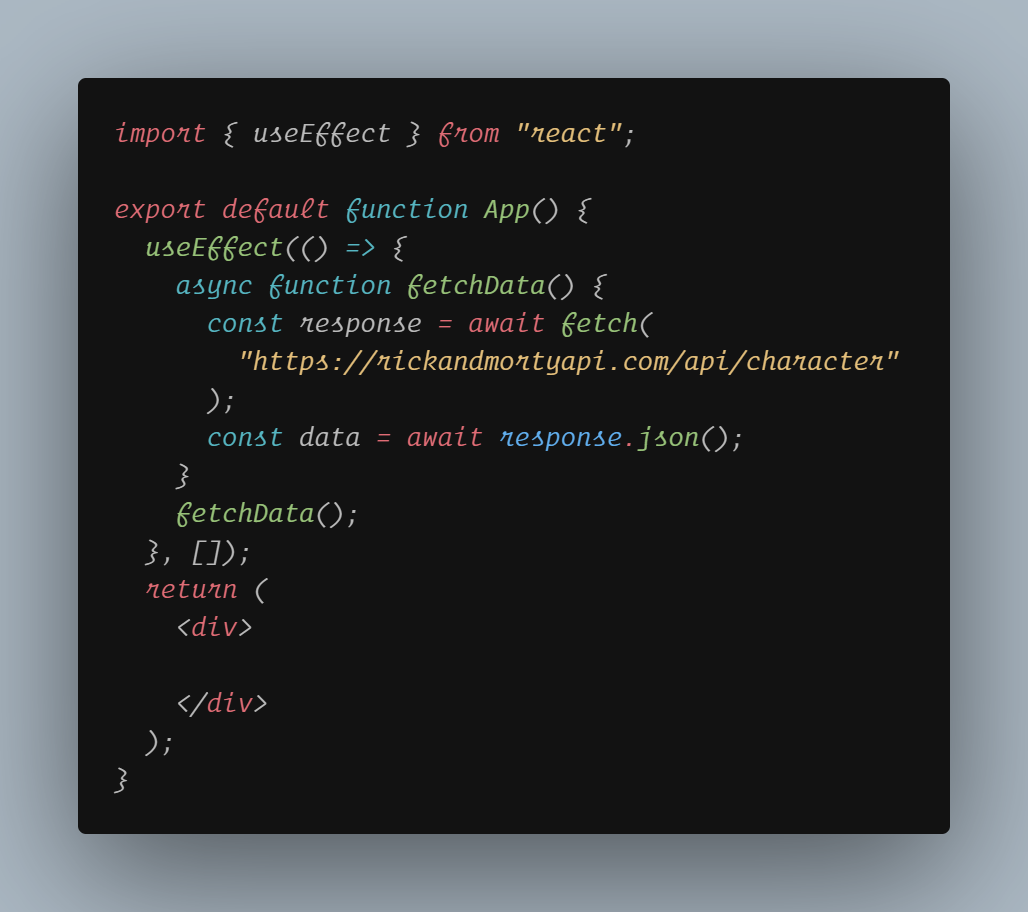 import { useEffect } from "react";

export default function App() {
  useEffect(() => {
    async function fetchData() {
      const response = await fetch(
        "https://rickandmortyapi.com/api/character"
      );
      const data = await response.json();
    }
    fetchData();
  }, []);
  return (
    <div>

    </div>
  );
}